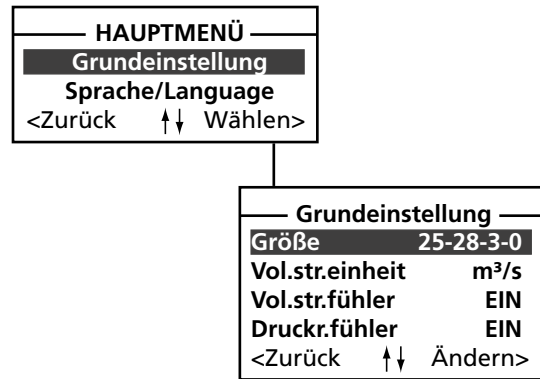 HAUPTMENÜ
Grundeinstellung
Sprache/Language
<Zurück Wählen>
Grundeinstellung
Größe 25-28-3-0
Vol.str.einheit m³/s
Vol.str.fühler EIN
Druckr.fühler EIN
<Zurück Ändern>